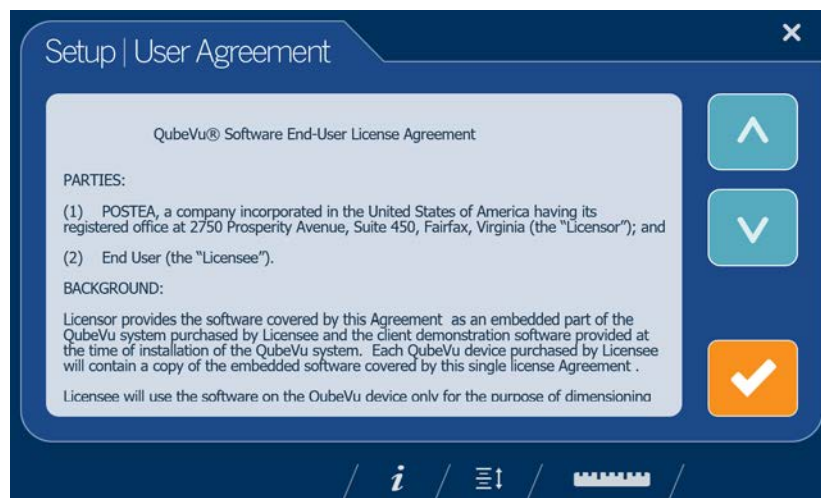 Setup | User Agreement
QubeVu® Software End-User License Agreement
PARTIES:
(1) POSTEA, a company incorporated in the United States of America having its
registered office at 2750 Prosperity Avenue, Suite 450, Fairfax, Virginia (the “Licensor”); and
(2) End User (the “Licensee”).
BACKGROUND:
Licensor provides the software covered by this Agreement as an embedded part of the
QubeVu system purchased by Licensee and the client demonstration software provided at
the time of installation of the QubeVu system. Each QubeVu device purchased by Licensee
will contain a copy of the embedded software covered by this single license Agreement .
Licensee will use the software on the QubeVu device only for the purpose of dimensioning